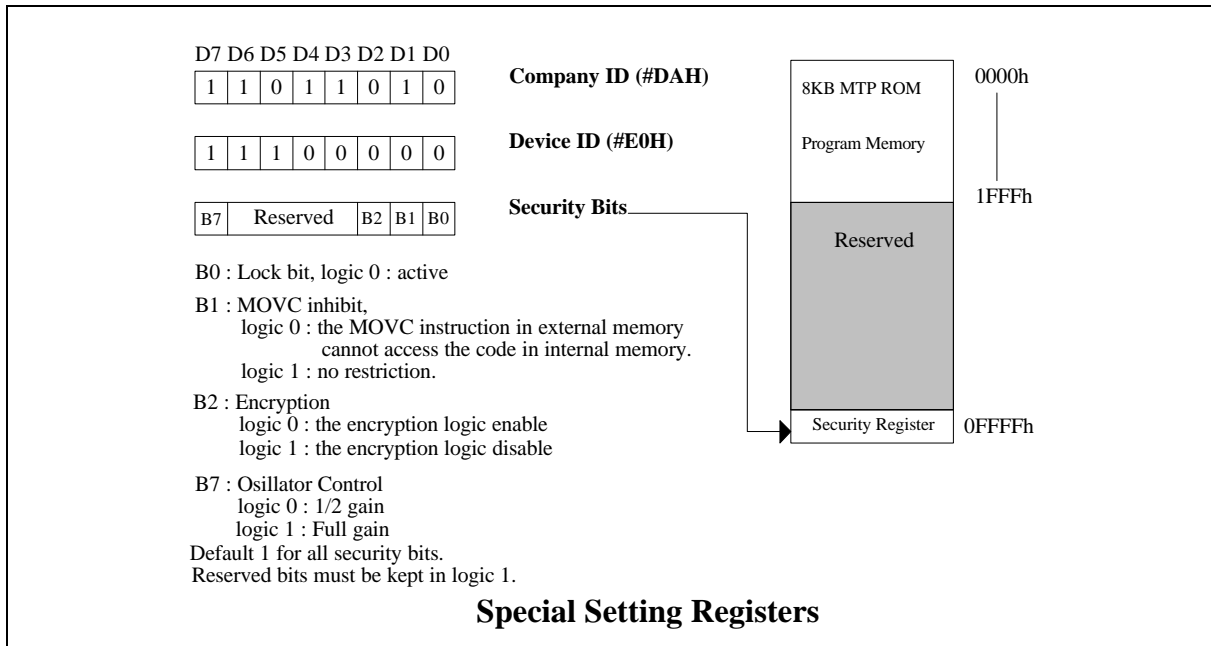 D7 D6 D5 D4 D3 D2 D1 D0
1 1 0 1 1 0 1 0
Company ID (#DAH)
1 1 1 0 0 0 0 0
Device ID (#E0H)
B7 Reserved B2 B1 B0
Security Bits
B0 : Lock bit, logic 0 : active
B1 : MOVC inhibit,
logic 0 : the MOVC instruction in external memory
cannot access the code in internal memory.
logic 1 : no restriction.
B2 : Encryption
logic 0 : the encryption logic enable
logic 1 : the encryption logic disable
B7 : Osillator Control
logic 0 : 1/2 gain
logic 1 : Full gain
Default 1 for all security bits.
Reserved bits must be kept in logic 1.
8KB MTP ROM
Program Memory
0000h
1FFFh
Reserved
Security Register
0FFFFh
Special Setting Registers